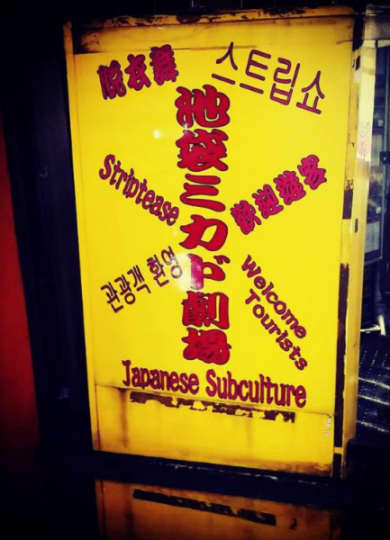 脱衣舞
스트립쇼
池袋ミカド劇場
Striptease
歓迎遊客
관광객 환영
Welcome
Tourists
Japanese Subculture